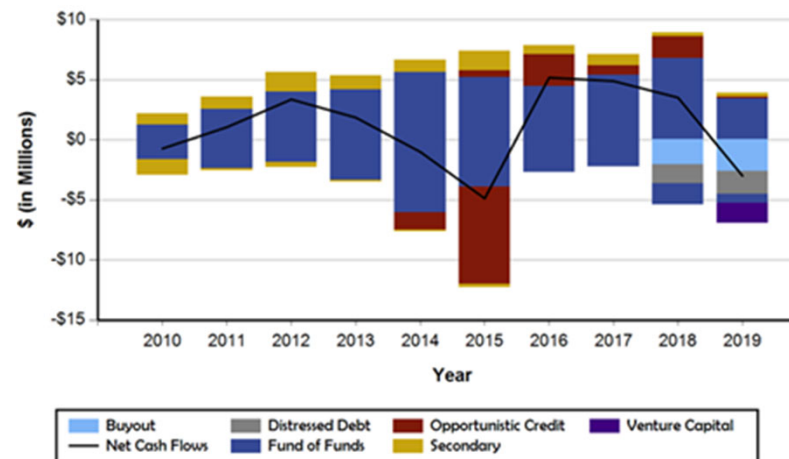 $ (in Millions)
$10
$5
$0
-$5
-$10
-$15
2010 2011 2012 2013 2014 2015 2016 2017 2018 2019
Year
Buyout Distressed Debt Opportunistic Credit Venture Capital
Net Cash Flows Fund of Funds Secondary